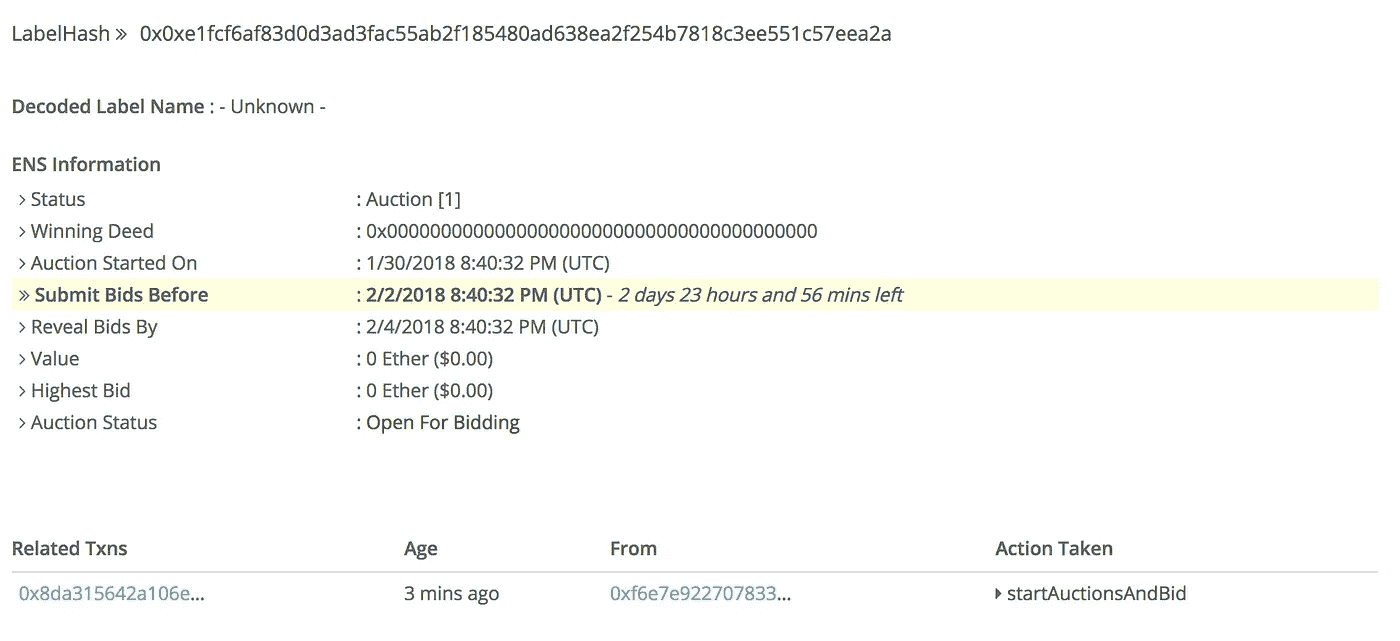 LabelHash » 0x0xe1fcf6af83d0d3ad3fac55ab2f185480ad638ea2f254b7818c3ee551c57eea2a
Decoded Label Name : - Unknown -
ENS Information
› Status : Auction [1]
› Winning Deed : 0x0000000000000000000000000000000000000000
› Auction Started On : 1/30/2018 8:40:32 PM (UTC)
» Submit Bids Before : 2/2/2018 8:40:32 PM (UTC) - 2 days 23 hours and 56 mins left
› Reveal Bids By : 2/4/2018 8:40:32 PM (UTC)
› Value : 0 Ether ($0.00)
› Highest Bid : 0 Ether ($0.00)
› Auction Status : Open For Bidding
Related Txns Age From Action Taken
0x8da315642a106e... 3 mins ago 0xf6e7e922707833... startAuctionsAndBid